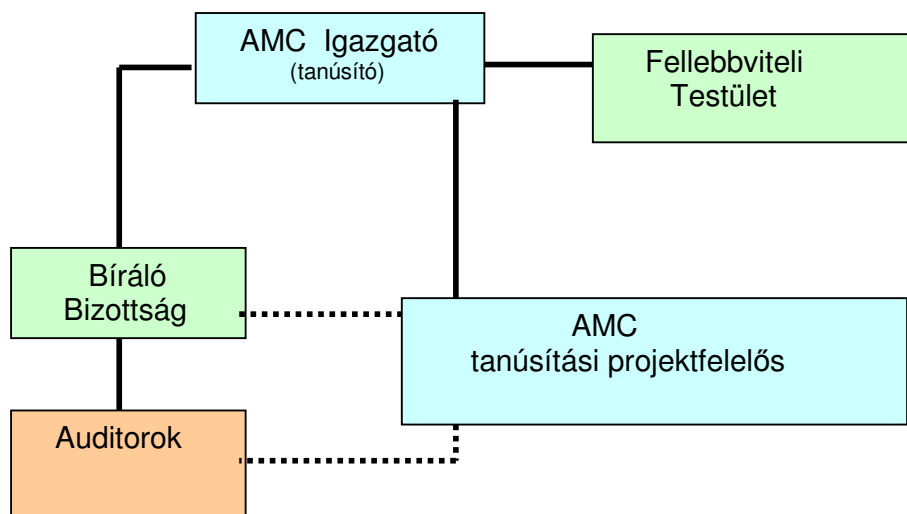 AMC Igazgató
(tanúsító)
Fellebbviteli
Testület
Bíráló
Bizottság
AMC
tanúsítási projektfelelős
Auditorok